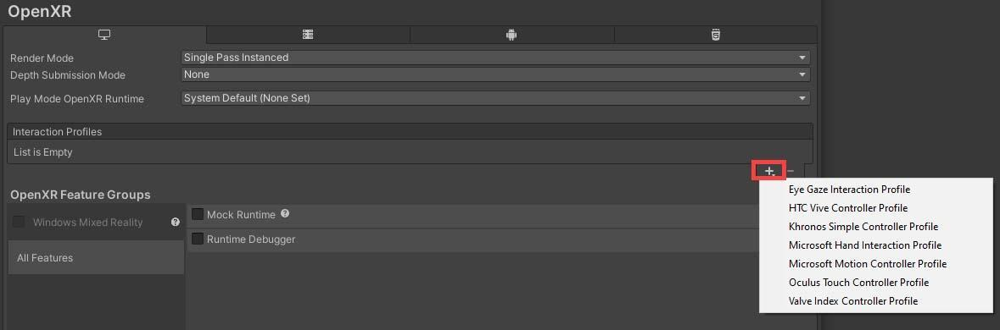 OpenXR
Render Mode Single Pass Instanced
Depth Submission Mode None
Play Mode OpenXR Runtime System Default (None Set)
Interaction Profiles
List is Empty
OpenXR Feature Groups
Windows Mixed Reality
All Features
Mock Runtime
Runtime Debugger
Eye Gaze Interaction Profile
HTC Vive Controller Profile
Khronos Simple Controller Profile
Microsoft Hand Interaction Profile
Microsoft Motion Controller Profile
Oculus Touch Controller Profile
Valve Index Controller Profile